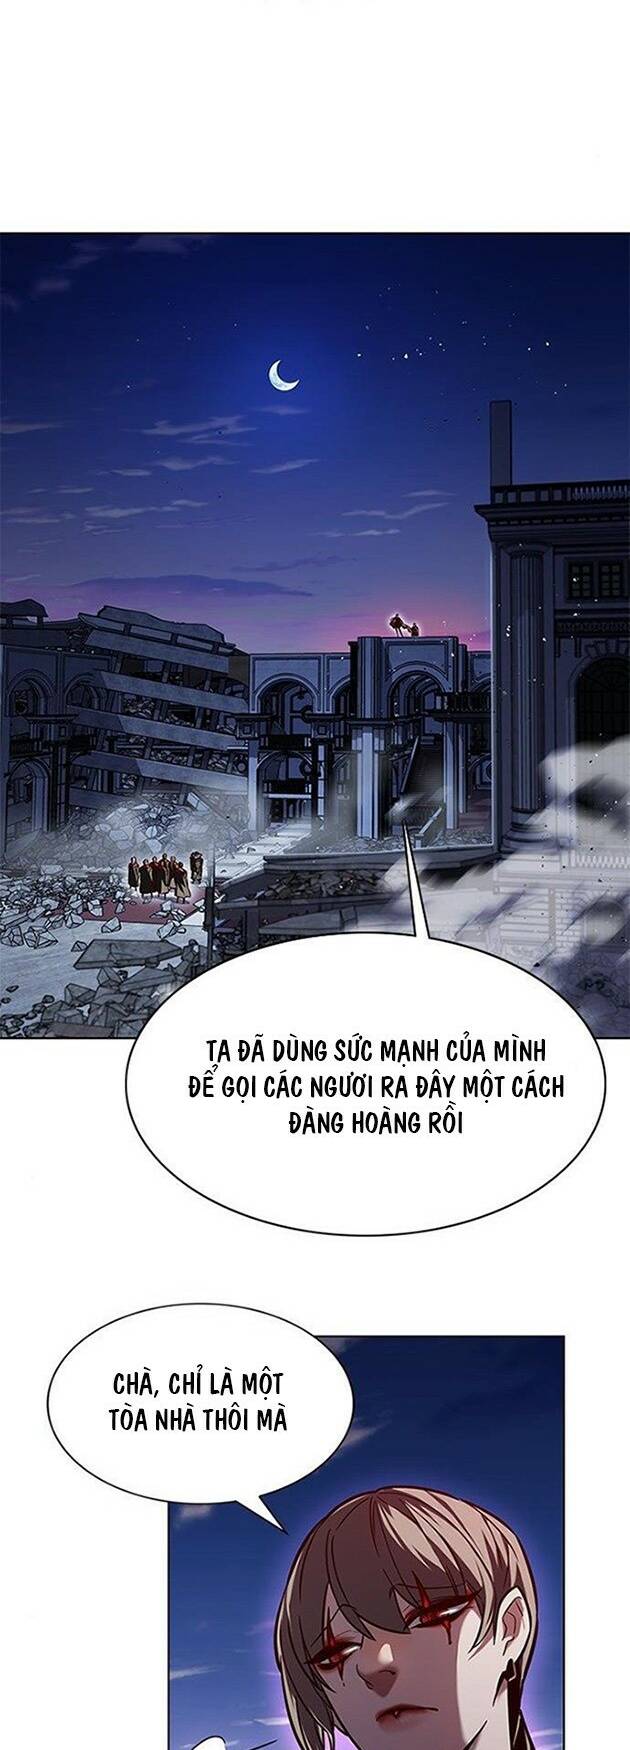 TA ĐÃ DÙNG SỨC MẠNH CỦA MÌNH
ĐỂ GỌI CÁC NGƯƠI RA ĐÂY MỘT CÁCH
ĐÀNG HOÀNG RỒI
CHÀ, CHỈ LÀ MỘT
TÒA NHÀ THÔI MÀ